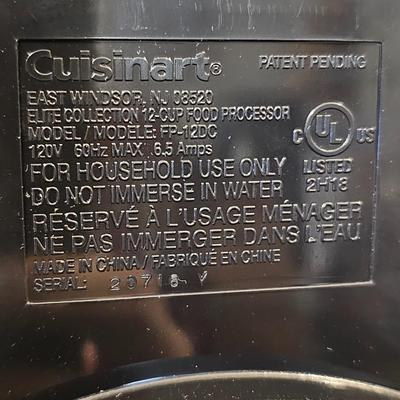 Cuisinart® PATENT PENDING
EAST WINDSOR, NJ 08520
ELITE COLLECTION 12-CUP FOOD PROCESSOR
MODEL / MODÈLE: FP-12DC
120V 60Hz MAX 6.5 Amps
C UL US
FOR HOUSEHOLD USE ONLY LISTED
DO NOT IMMERSE IN WATER 2H18
RÉSERVÉ À L'USAGE MÉNAGER
NE PAS IMMERGER DANS L'EAU
MADE IN CHINA / FABRIQUÉ EN CHINE
SERIAL: 20718 Y